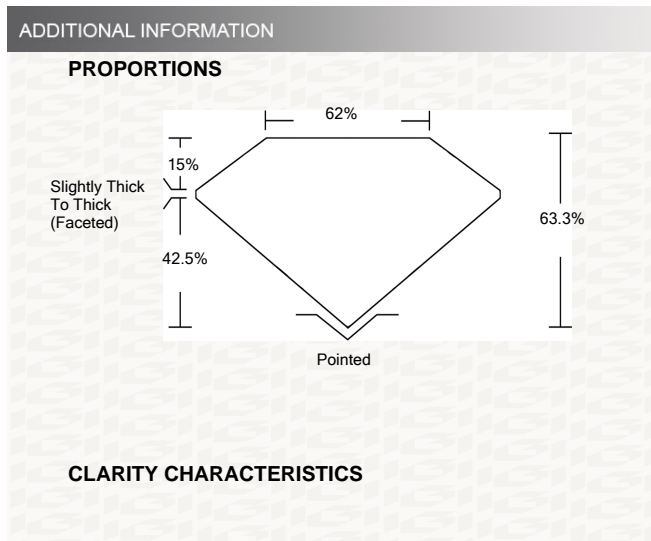 ADDITIONAL INFORMATION
PROPORTIONS
62%
15%
Slightly Thick
To Thick
(Faceted)
63.3%
42.5%
Pointed
CLARITY CHARACTERISTICS